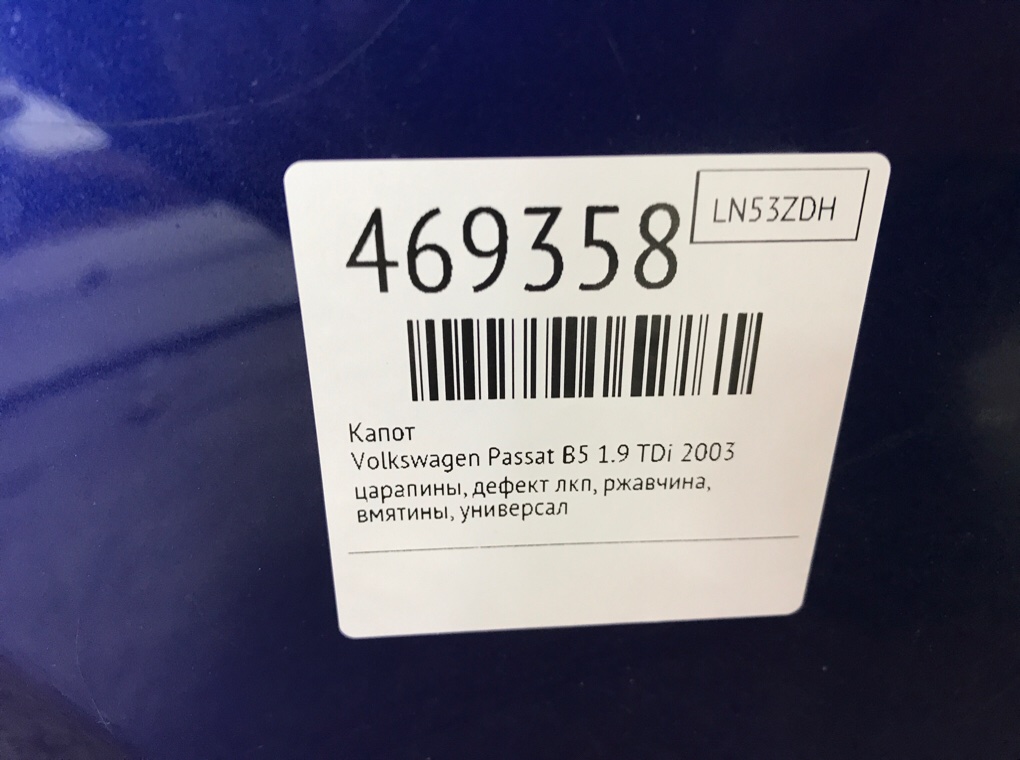 469358
LN53ZDH
Капот
Volkswagen Passat B5 1.9 TDi 2003
царапины, дефект лкп, ржавчина,
вмятины, универсал